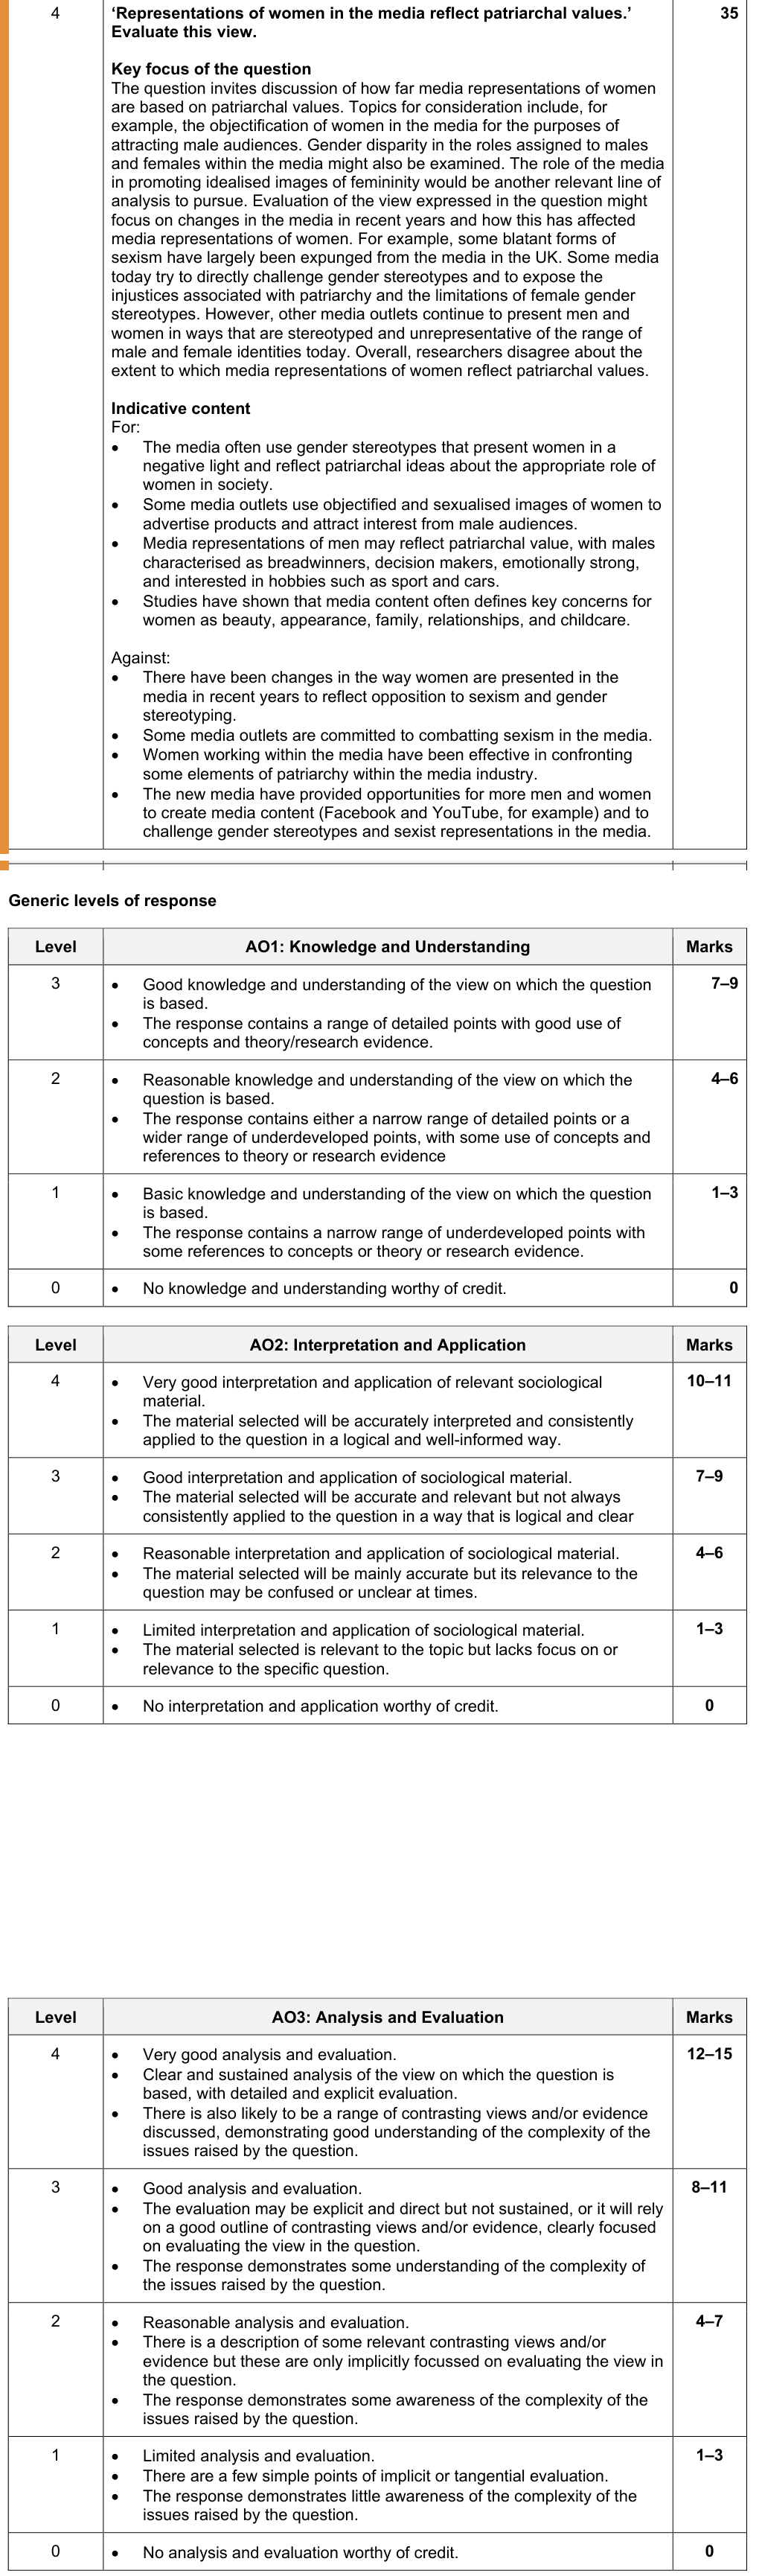 4 ‘Representations of women in the media reflect patriarchal values.’ 35
Evaluate this view.
Key focus of the question
The question invites discussion of how far media representations of women
are based on patriarchal values. Topics for consideration include, for
example, the objectification of women in the media for the purposes of
attracting male audiences. Gender disparity in the roles assigned to males
and females within the media might also be examined. The role of the media
in promoting idealised images of femininity would be another relevant line of
analysis to pursue. Evaluation of the view expressed in the question might
focus on changes in the media in recent years and how this has affected
media representations of women. For example, some blatant forms of
sexism have largely been expunged from the media in the UK. Some media
today try to directly challenge gender stereotypes and to expose the
injustices associated with patriarchy and the limitations of female gender
stereotypes. However, other media outlets continue to present men and
women in ways that are stereotyped and unrepresentative of the range of
male and female identities today. Overall, researchers disagree about the
extent to which media representations of women reflect patriarchal values.
Indicative content
For:
• The media often use gender stereotypes that present women in a
negative light and reflect patriarchal ideas about the appropriate role of
women in society.
• Some media outlets use objectified and sexualised images of women to
advertise products and attract interest from male audiences.
• Media representations of men may reflect patriarchal value, with males
characterised as breadwinners, decision makers, emotionally strong,
and interested in hobbies such as sport and cars.
• Studies have shown that media content often defines key concerns for
women as beauty, appearance, family, relationships, and childcare.
Against:
• There have been changes in the way women are presented in the
media in recent years to reflect opposition to sexism and gender
stereotyping.
• Some media outlets are committed to combatting sexism in the media.
• Women working within the media have been effective in confronting
some elements of patriarchy within the media industry.
• The new media have provided opportunities for more men and women
to create media content (Facebook and YouTube, for example) and to
challenge gender stereotypes and sexist representations in the media.
Generic levels of response
Level AO1: Knowledge and Understanding Marks
3 • Good knowledge and understanding of the view on which the question 7–9
is based.
• The response contains a range of detailed points with good use of
concepts and theory/research evidence.
2 • Reasonable knowledge and understanding of the view on which the 4–6
question is based.
• The response contains either a narrow range of detailed points or a
wider range of underdeveloped points, with some use of concepts and
references to theory or research evidence
1 • Basic knowledge and understanding of the view on which the question 1–3
is based.
• The response contains a narrow range of underdeveloped points with
some references to concepts or theory or research evidence.
0 • No knowledge and understanding worthy of credit. 0
Level AO2: Interpretation and Application Marks
4 • Very good interpretation and application of relevant sociological 10–11
material.
• The material selected will be accurately interpreted and consistently
applied to the question in a logical and well-informed way.
3 • Good interpretation and application of sociological material. 7–9
• The material selected will be accurate and relevant but not always
consistently applied to the question in a way that is logical and clear
2 • Reasonable interpretation and application of sociological material. 4–6
• The material selected will be mainly accurate but its relevance to the
question may be confused or unclear at times.
1 • Limited interpretation and application of sociological material. 1–3
• The material selected is relevant to the topic but lacks focus on or
relevance to the specific question.
0 • No interpretation and application worthy of credit. 0
Level AO3: Analysis and Evaluation Marks
4 • Very good analysis and evaluation. 12–15
• Clear and sustained analysis of the view on which the question is
based, with detailed and explicit evaluation.
• There is also likely to be a range of contrasting views and/or evidence
discussed, demonstrating good understanding of the complexity of the
issues raised by the question.
3 • Good analysis and evaluation. 8–11
• The evaluation may be explicit and direct but not sustained, or it will rely
on a good outline of contrasting views and/or evidence, clearly focused
on evaluating the view in the question.
• The response demonstrates some understanding of the complexity of
the issues raised by the question.
2 • Reasonable analysis and evaluation. 4–7
• There is a description of some relevant contrasting views and/or
evidence but these are only implicitly focussed on evaluating the view in
the question.
• The response demonstrates some awareness of the complexity of the
issues raised by the question.
1 • Limited analysis and evaluation. 1–3
• There are a few simple points of implicit or tangential evaluation.
• The response demonstrates little awareness of the complexity of the
issues raised by the question.
0 • No analysis and evaluation worthy of credit. 0